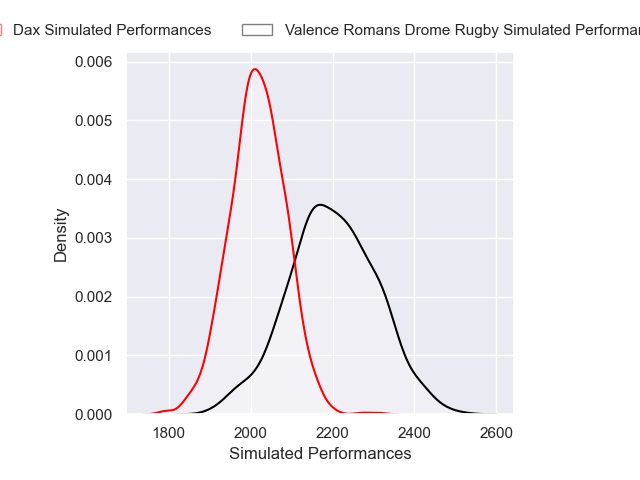 Dax Simulated Performances
Valence Romans Drome Rugby Simulated Performan
0.006
0.005
0.004
0.003
0.002
0.001
0.000
Density
1800 2000 2200 2400 2600
Simulated Performances